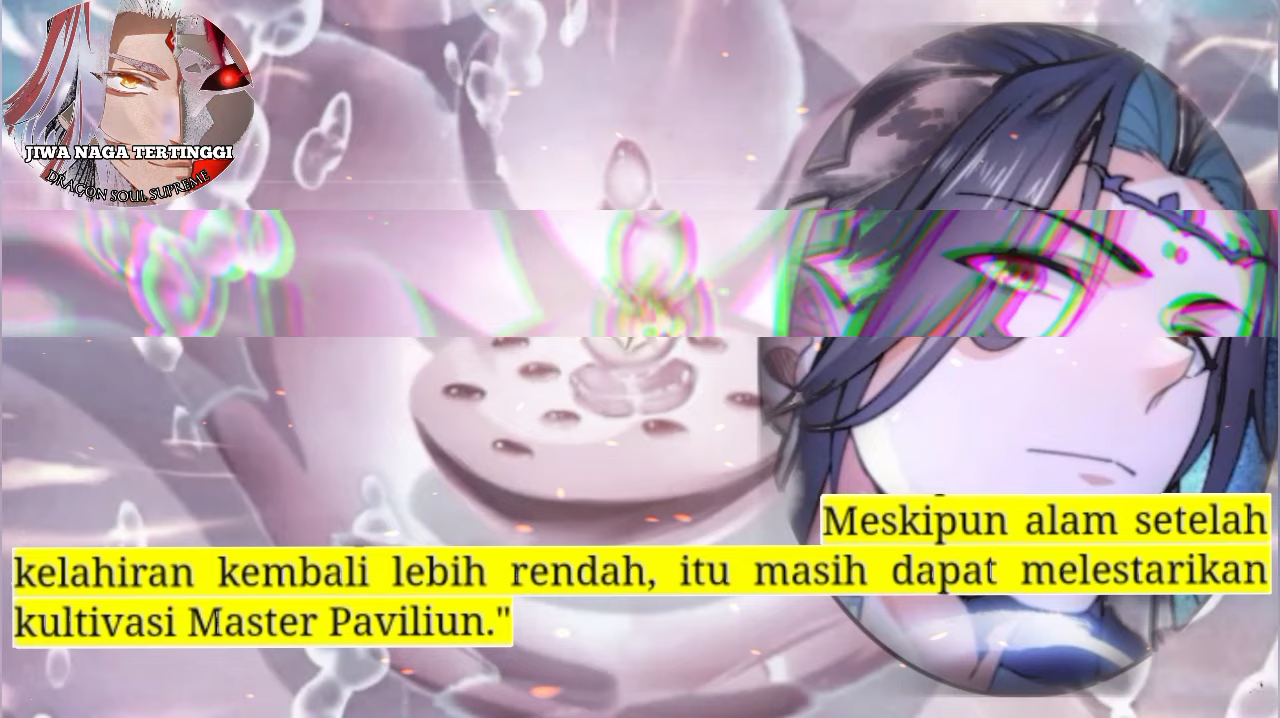 JIWA NAGA TERTINGGI
DRAGON SOUL SUPREME
Meskipun alam setelah
kelahiran kembali lebih rendah, itu masih dapat melestarikan
kultivasi Master Paviliun."